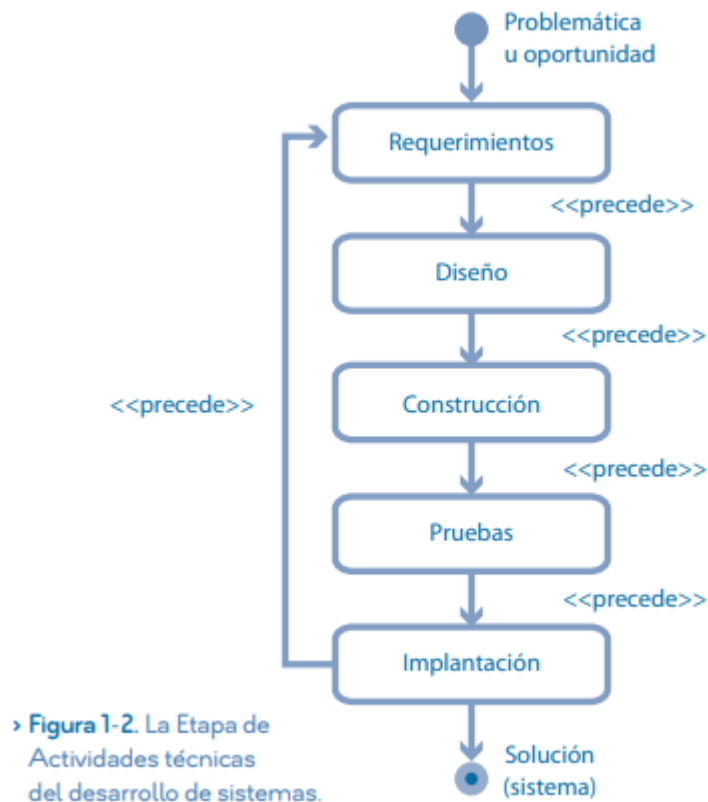 Problemática
u oportunidad
Requerimientos
<<precede>>
Diseño
<<precede>>
<<precede>>
Construcción
<<precede>>
Pruebas
<<precede>>
Implantación
› Figura 1-2. La Etapa de
Actividades técnicas
del desarrollo de sistemas.
Solución
(sistema)